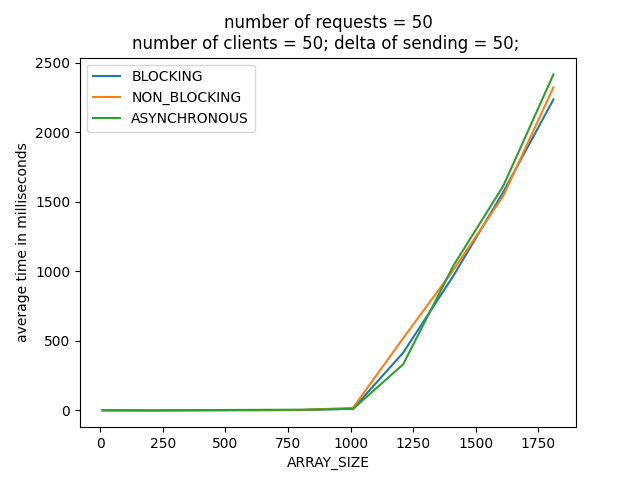 number of requests = 50
number of clients = 50; delta of sending = 50;
BLOCKING
NON_BLOCKING
ASYNCHRONOUS
average time in milliseconds
2500
2000
1500
1000
500
0
0 250 500 750 1000 1250 1500 1750
ARRAY_SIZE